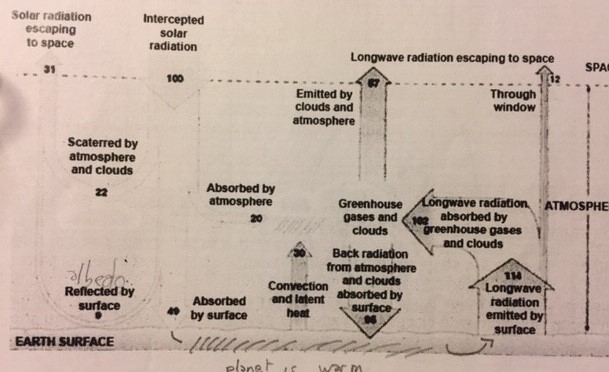 Solar radiation
escaping
to space
31
Intercepted
solar
radiation
100
Longwave radiation escaping to space
57
12
SPAC
Emitted by
clouds and
atmosphere
Through
window
Scaterred by
atmosphere
and clouds
22
Absorbed by
atmosphere
20
Greenhouse
gases and
clouds
102
Longwave radiation
absorbed by
greenhouse gases
and clouds
ATMOSPHE
30
Convection
and latent
heat
Back radiation
from atmosphere
and clouds
absorbed by
surface
95
114
Longwave
radiation
emitted by
surface
albedo
Reflected by
surface
9
49
Absorbed
by surface
EARTH SURFACE
planet is warm